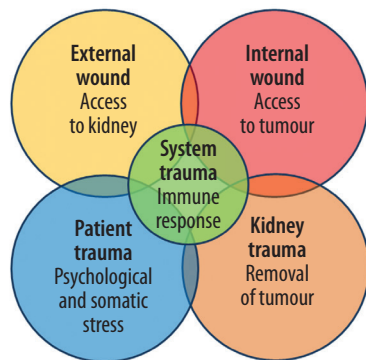 External
wound
Access
to kidney
Internal
wound
Access
to tumour
System
trauma
Immune
response
Patient
trauma
Psychological
and somatic
stress
Kidney
trauma
Removal
of tumour